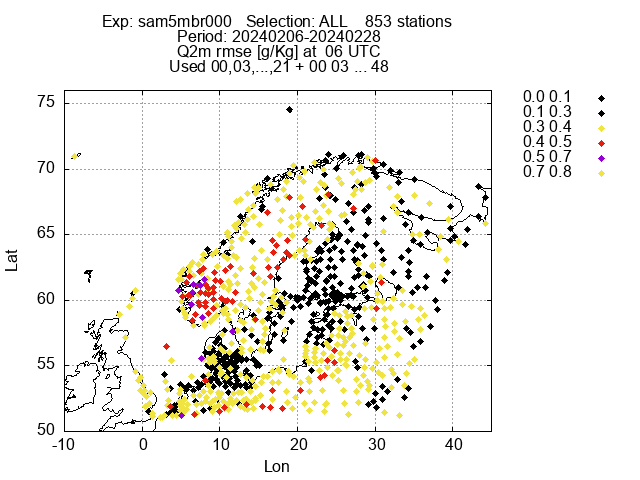 Exp: sam5mbr000 Selection: ALL 853 stations
Period: 20240206-20240228
Q2m rmse [g/Kg] at 06 UTC
Used 00,03,...,21 + 00 03 ... 48
0.0 0.1
0.1 0.3
0.3 0.4
0.4 0.5
0.5 0.7
0.7 0.8
75
70
65
60
55
50
Lat
-10 0 10 20 30 40
Lon